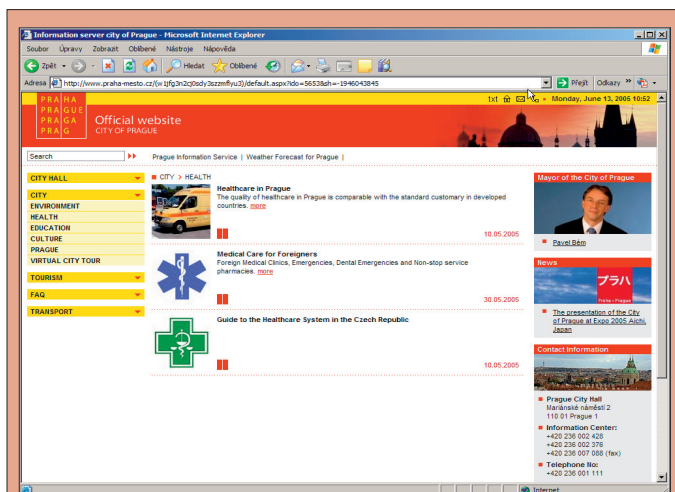 Information server city of Prague - Microsoft Internet Explorer
Soubor Úpravy Zobrazit Oblíbené Nástroje Nápověda
Zpět Hledat Oblíbené
Adresa http://www.praha-mesto.cz/(w1jfg3n2cj0sdy3szzmflyu3)/default.aspx?ido=5653&sh=-1946043845 Přejít Odkazy
txt Monday, June 13, 2005 10:52
PRA HA
PRA GUE
PRA GA
PRA G
Official website
CITY OF PRAGUE
Search Prague Information Service | Weather Forecast for Prague |
CITY HALL
CITY
ENVIRONMENT
HEALTH
EDUCATION
CULTURE
PRAGUE
VIRTUAL CITY TOUR
TOURISM
FAQ
TRANSPORT
CITY > HEALTH
Healthcare in Prague
The quality of healthcare in Prague is comparable with the standard customary in developed
countries. more
10.05.2005
Medical Care for Foreigners
Foreign Medical Clinics, Emergencies, Dental Emergencies and Non-stop service
pharmacies. more
30.05.2005
Guide to the Healthcare System in the Czech Republic
10.05.2005
Mayor of the City of Prague
Pavel Bém
News
プラハ
Praha - Prague
The presentation of the City
of Prague at Expo 2005 Aichi,
Japan
Contact Information
Prague City Hall
Mariánské náměstí 2
110 01 Prague 1
Information Center:
+420 236 002 428
+420 236 002 376
+420 236 007 088 (fax)
Telephone No:
+420 236 001 111
Internet